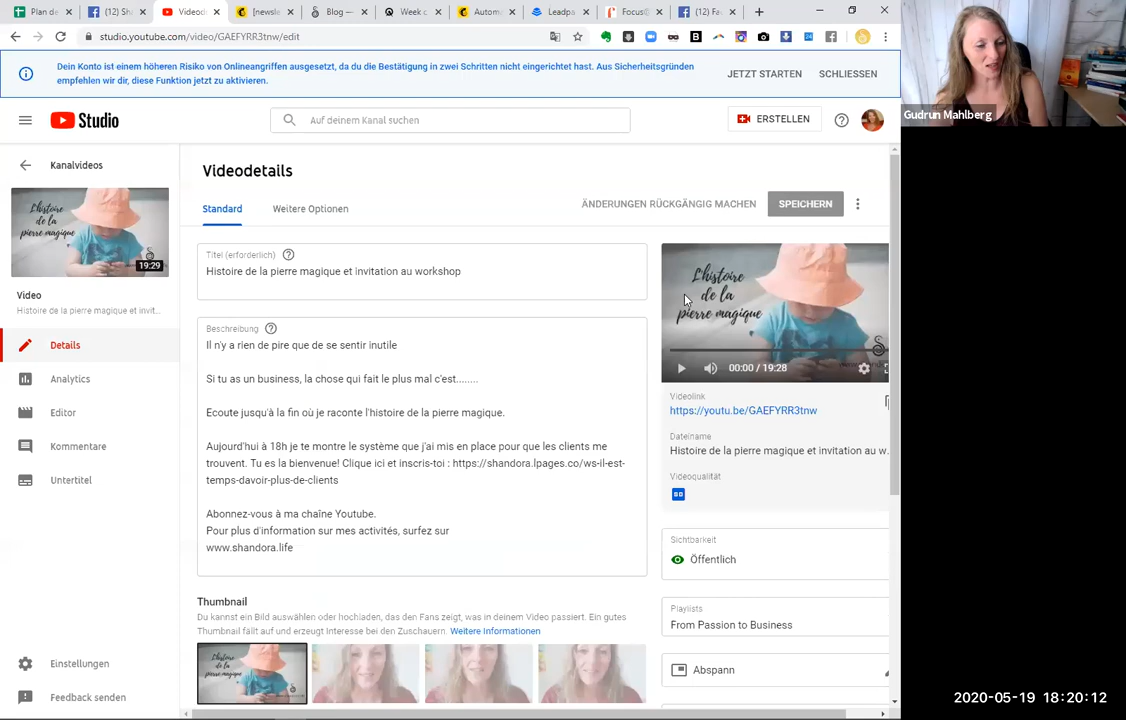 Plan de
(12) Sha
Videod
[newsle
Blog —
Week c
Autom
Leadpa
Focus®
(12) Fa
studio.youtube.com/video/GAEFYRR3tnw/edit
Dein Konto ist einem höheren Risiko von Onlineangriffen ausgesetzt, da du die Bestätigung in zwei Schritten nicht eingerichtet hast. Aus Sicherheitsgründen
empfehlen wir dir, diese Funktion jetzt zu aktivieren.
JETZT STARTEN
SCHLIESSEN
Gudrun Mahlberg
Studio
Auf deinem Kanal suchen
ERSTELLEN
Kanalvideos
Videodetails
Standard
Weitere Optionen
ÄNDERUNGEN RÜCKGÄNGIG MACHEN
SPEICHERN
L'histoire
de la
pierre magique
19:29
Video
Histoire de la pierre magique et invit...
Details
Analytics
Editor
Kommentare
Untertitel
Einstellungen
Feedback senden
Titel (erforderlich)
Histoire de la pierre magique et invitation au workshop
Beschreibung
Il n'y a rien de pire que de se sentir inutile
Si tu as un business, la chose qui fait le plus mal c'est........
Ecoute jusqu'à la fin où je raconte l'histoire de la pierre magique.
Aujourd'hui à 18h je te montre le système que j'ai mis en place pour que les clients me
trouvent. Tu es la bienvenue! Clique ici et inscris-toi : https://shandora.lpages.co/ws-il-est-
temps-davoir-plus-de-clients
Abonnez-vous à ma chaîne Youtube.
Pour plus d'information sur mes activités, surfez sur
www.shandora.life
Thumbnail
Du kannst ein Bild auswählen oder hochladen, das den Fans zeigt, was in deinem Video passiert. Ein gutes
Thumbnail fällt auf und erzeugt Interesse bei den Zuschauern. Weitere Informationen
L'histoire
de la
pierre magique
L'histoire
de la
pierre magique
00:00 / 19:28
Videolink
https://youtu.be/GAEFYRR3tnw
Dateiname
Histoire de la pierre magique et invitation au w...
Videoqualität
SD
Sichtbarkeit
Öffentlich
Playlists
From Passion to Business
Abspann
2020-05-19 18:20:12